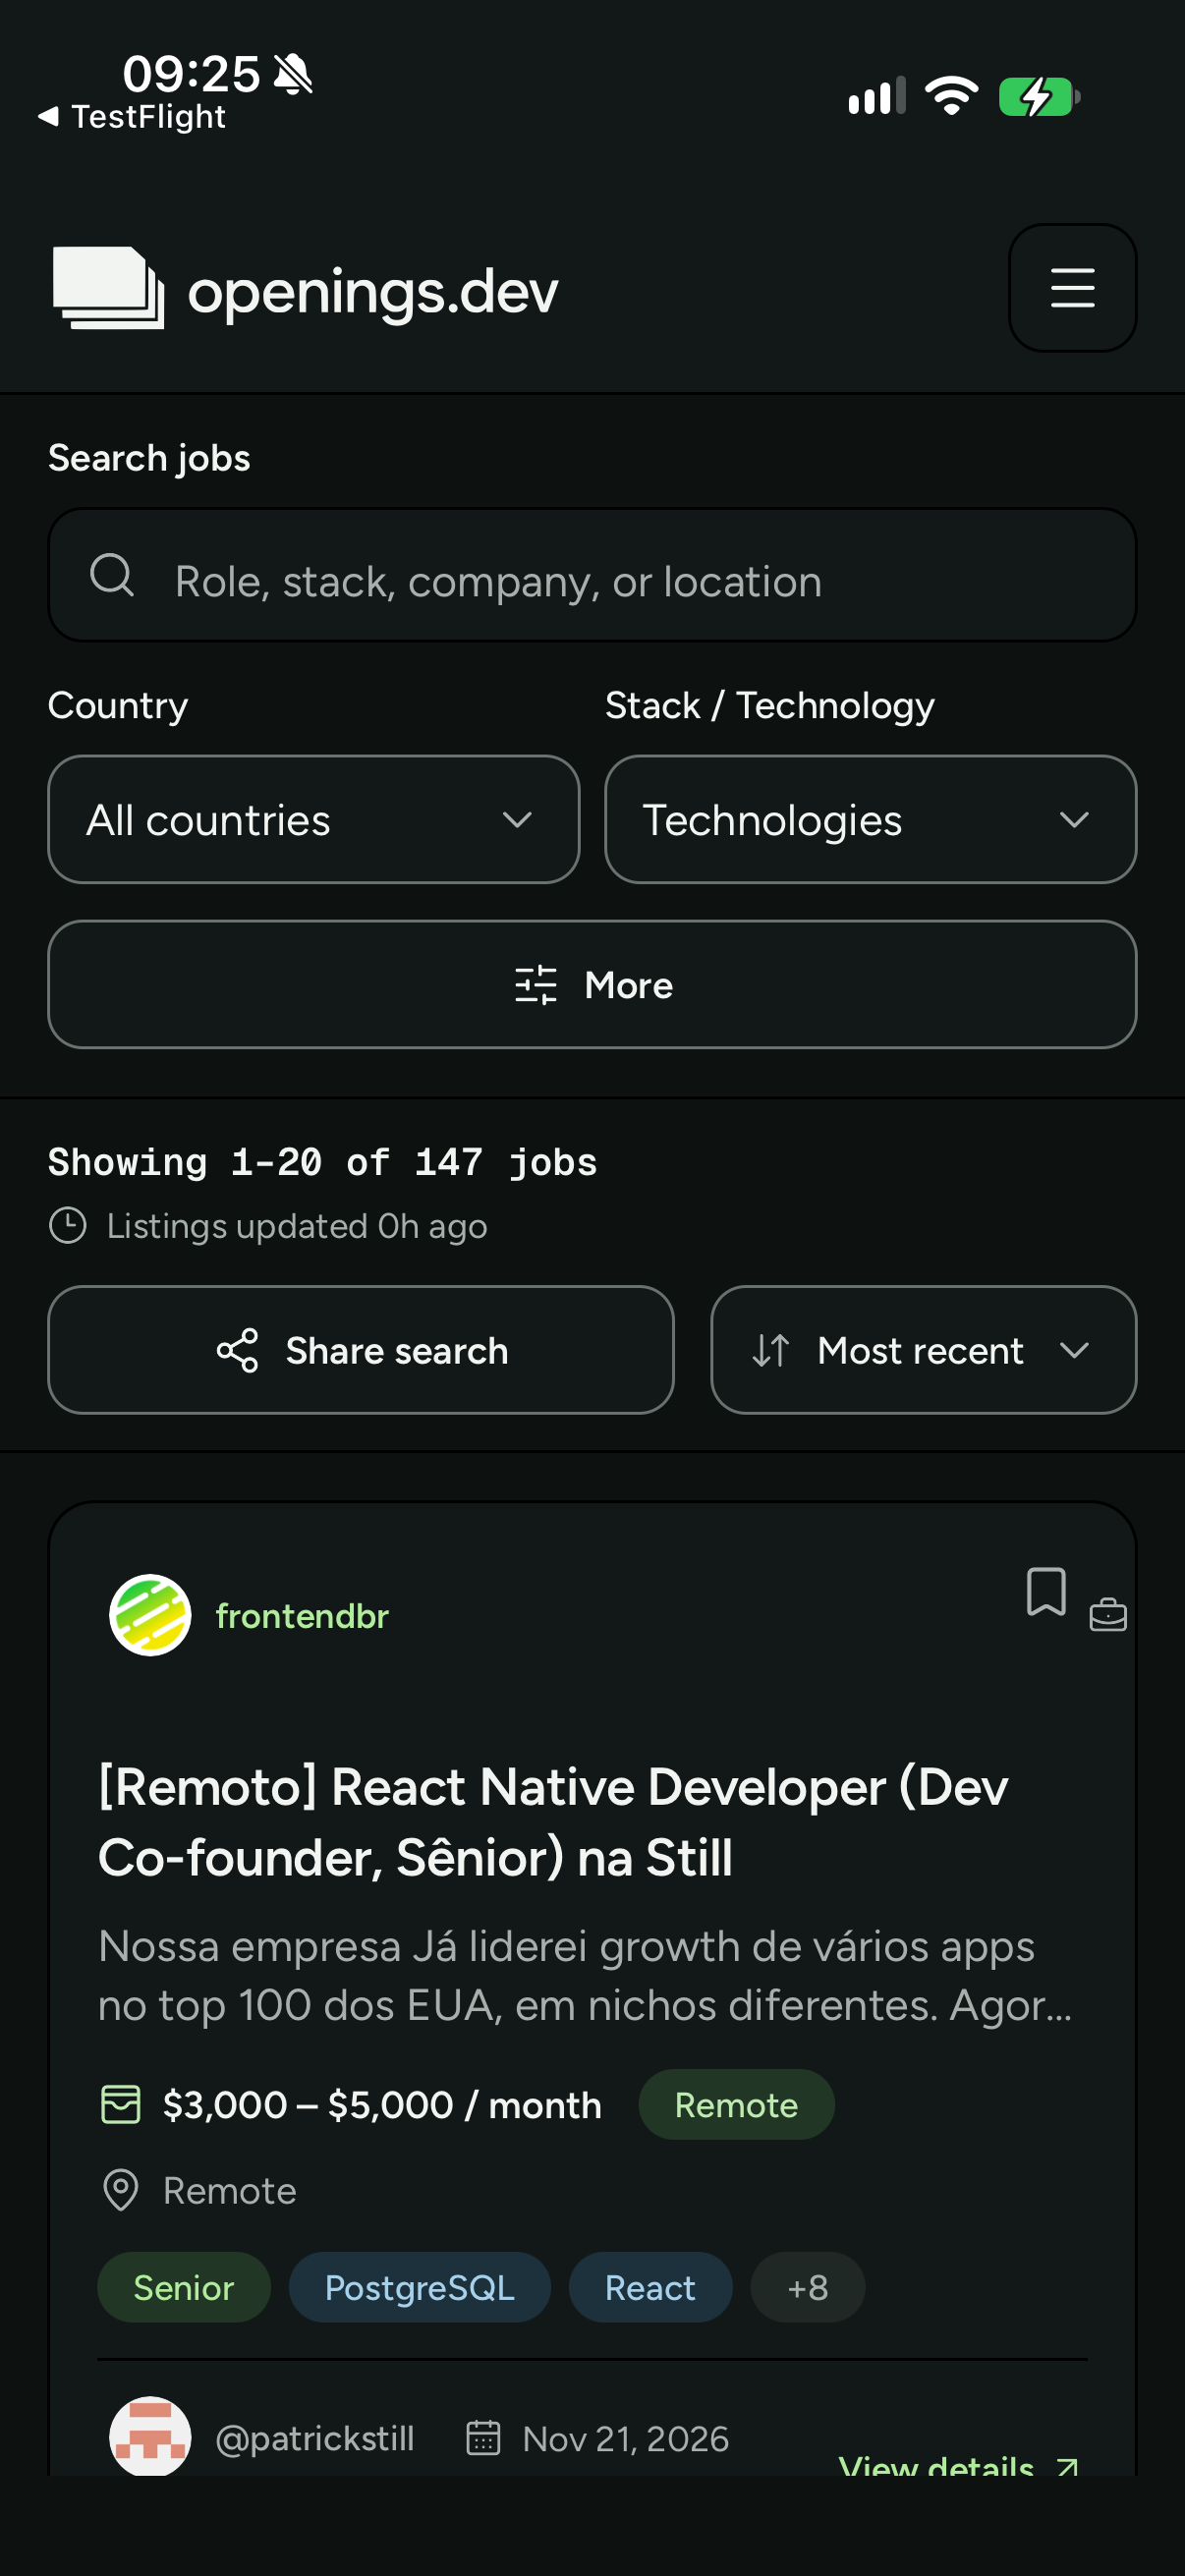 09:25
TestFlight
openings.dev
Search jobs
Role, stack, company, or location
Country
Stack / Technology
All countries
Technologies
More
Showing 1–20 of 147 jobs
Listings updated 0h ago
Share search
Most recent
frontendbr
[Remoto] React Native Developer (Dev
Co-founder, Sênior) na Still
Nossa empresa Já liderei growth de vários apps
no top 100 dos EUA, em nichos diferentes. Agor...
$3,000 – $5,000 / month
Remote
Remote
Senior
PostgreSQL
React
+8
@patrickstill
Nov 21, 2026
View details